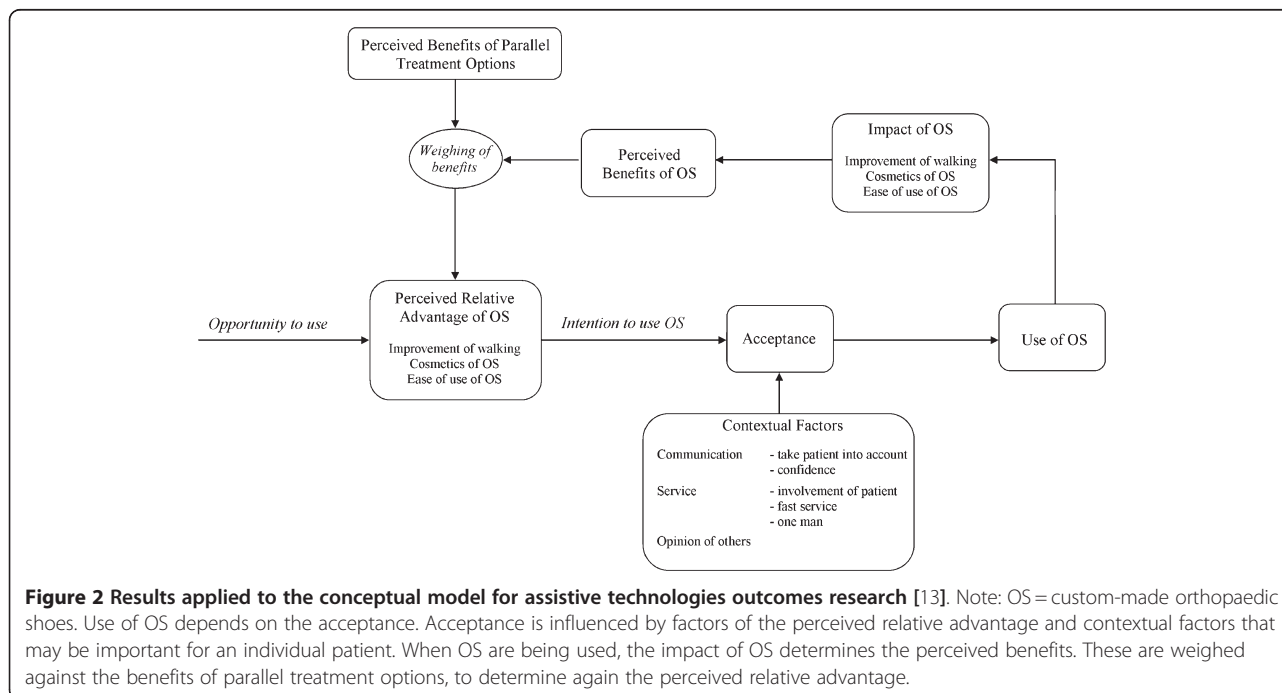 Perceived Benefits of Parallel
Treatment Options
Weighing of
benefits
Perceived
Benefits of OS
Impact of OS
Improvement of walking
Cosmetics of OS
Ease of use of OS
Opportunity to use
Perceived Relative
Advantage of OS
Improvement of walking
Cosmetics of OS
Ease of use of OS
Intention to use OS
Acceptance
Use of OS
Contextual Factors
Communication - take patient into account
- confidence
Service - involvement of patient
- fast service
- one man
Opinion of others
Figure 2 Results applied to the conceptual model for assistive technologies outcomes research [13]. Note: OS = custom-made orthopaedic
shoes. Use of OS depends on the acceptance. Acceptance is influenced by factors of the perceived relative advantage and contextual factors that
may be important for an individual patient. When OS are being used, the impact of OS determines the perceived benefits. These are weighed
against the benefits of parallel treatment options, to determine again the perceived relative advantage.